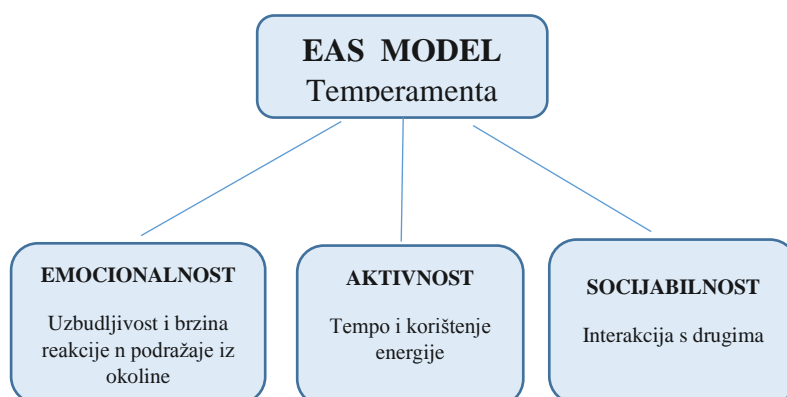 EAS MODEL
Temperamenta
EMOCIONALNOST
Uzbudljivost i brzina
reakcije n podražaje iz
okoline
AKTIVNOST
Tempo i korištenje
energije
SOCIJABILNOST
Interakcija s drugima